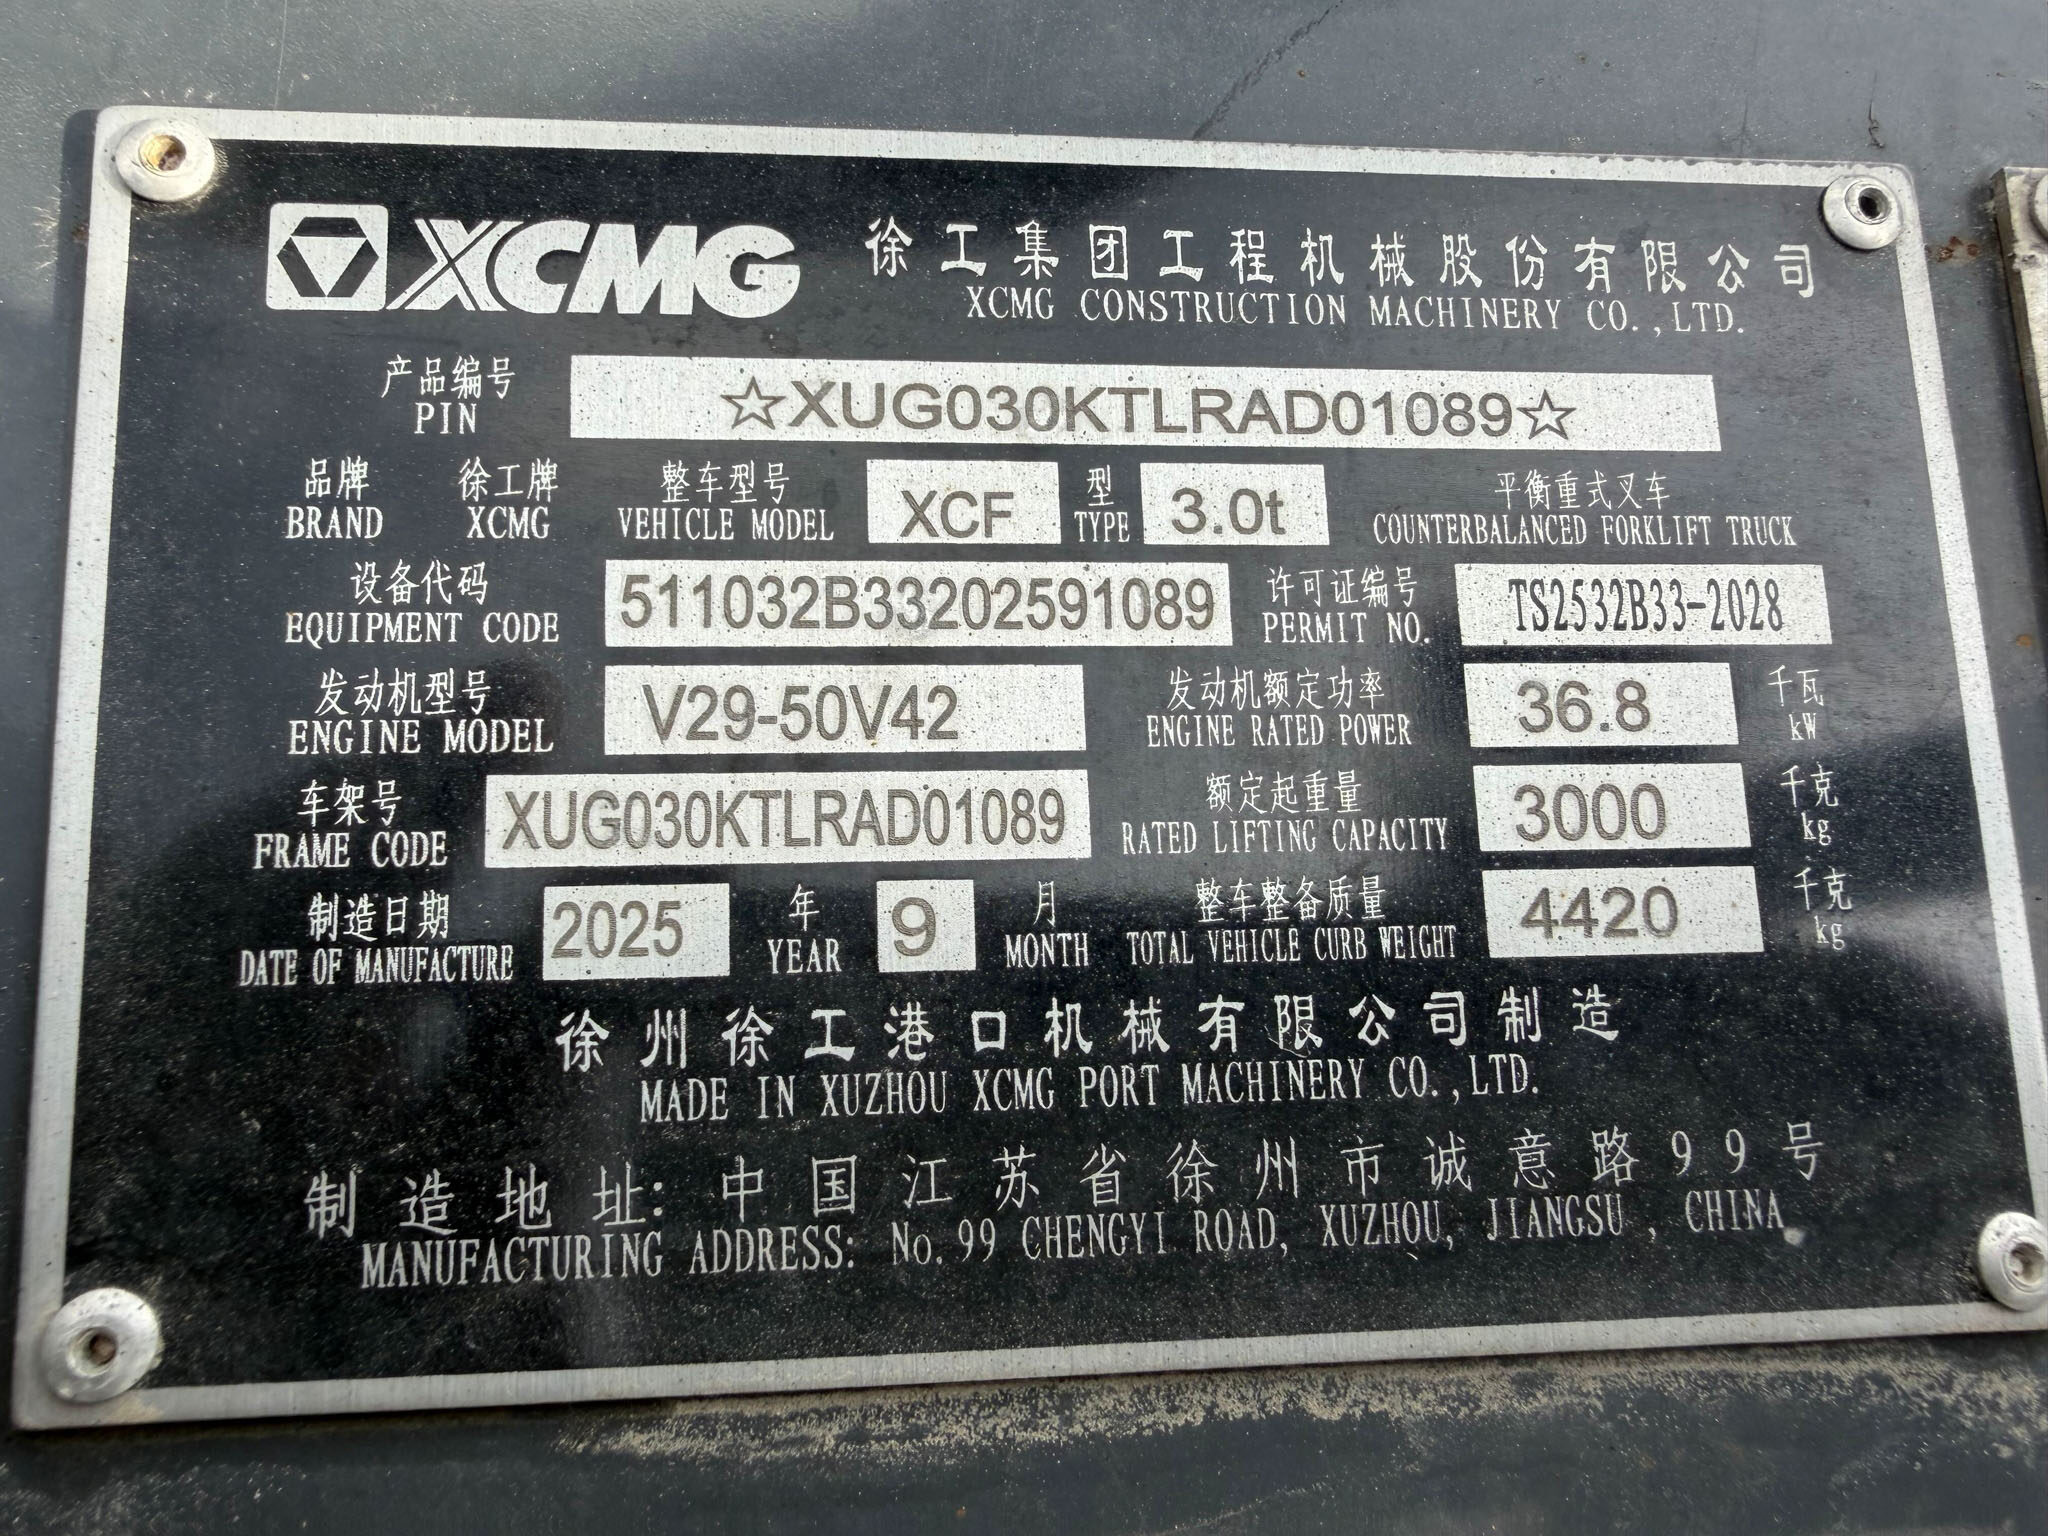 XCMG 徐工集团工程机械股份有限公司
XCMG CONSTRUCTION MACHINERY CO.,LTD.
产品编号
PIN ☆XUG030KTLRAD01089☆
品牌 徐工牌 整车型号 型 平衡重式叉车
BRAND XCMG VEHICLE MODEL XCF TYPE 3.0t COUNTERBALANCED FORKLIFT TRUCK
设备代码 许可证编号
EQUIPMENT CODE 511032B33202591089 PERMIT NO. TS2532B33-2028
发动机型号 发动机额定功率 千瓦
ENGINE MODEL V29-50V42 ENGINE RATED POWER 36.8 kW
车架号 额定起重量 千克
FRAME CODE XUG030KTLRAD01089 RATED LIFTING CAPACITY 3000 kg
制造日期 年 月 整车整备质量 千克
DATE OF MANUFACTURE 2025 YEAR 9 MONTH TOTAL VEHICLE CURB WEIGHT 4420 kg
徐州徐工港口机械有限公司制造
MADE IN XUZHOU XCMG PORT MACHINERY CO.,LTD.
制造地址: 中国江苏省徐州市诚意路99号
MANUFACTURING ADDRESS: No.99 CHENGYI ROAD, XUZHOU, JIANGSU, CHINA